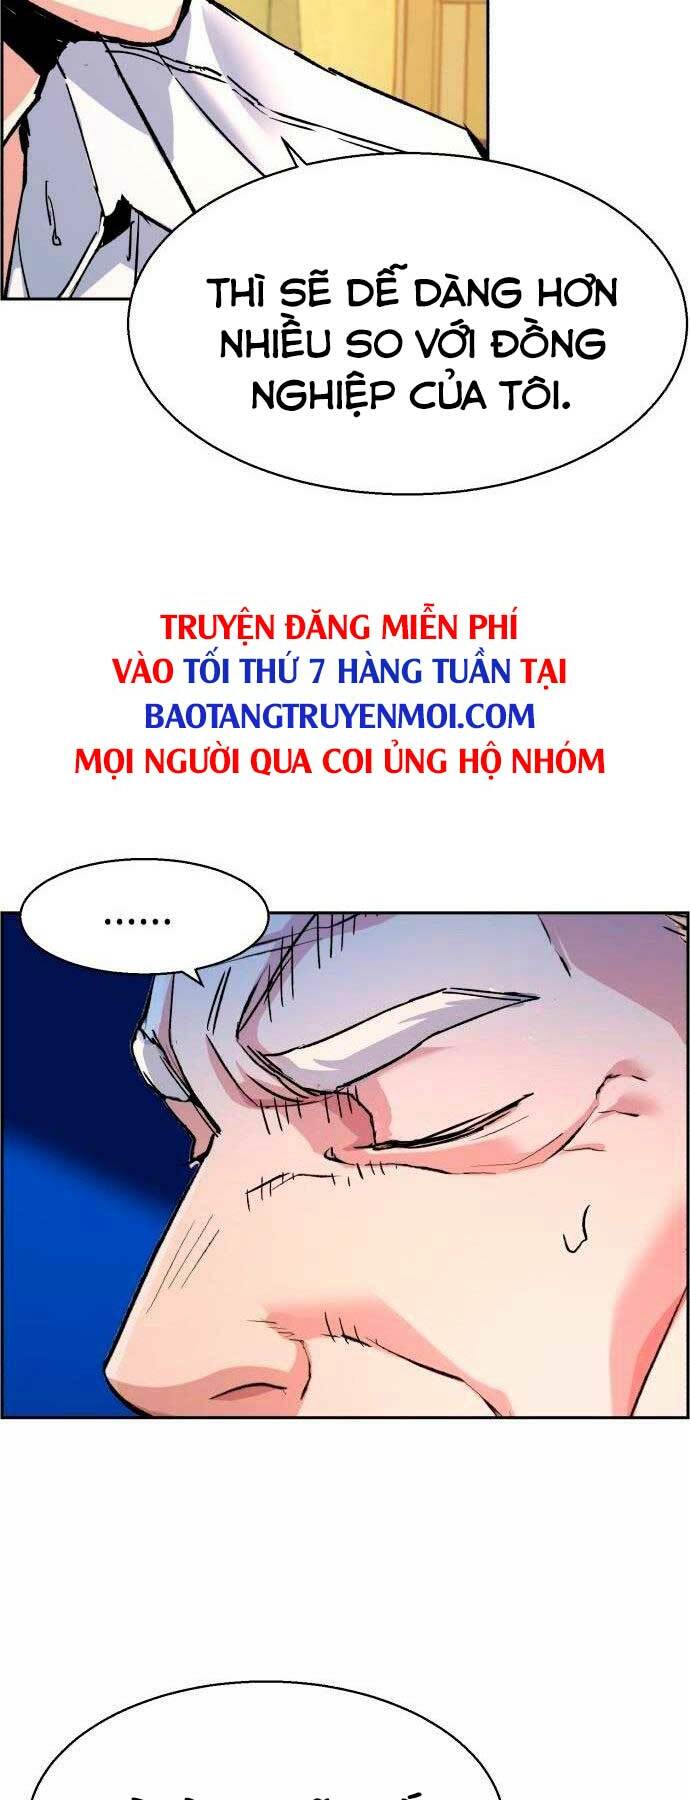 THÌ SẼ DỄ DÀNG HƠN
NHIỀU SO VỚI ĐỒNG
NGHIỆP CỦA TÔI.
TRUYỆN ĐĂNG MIỄN PHÍ
VÀO TỐI THỨ 7 HÀNG TUẦN TẠI
BAOTANGTRUYENMOI.COM
MỌI NGƯỜI QUA COI ỦNG HỘ NHÓM
......